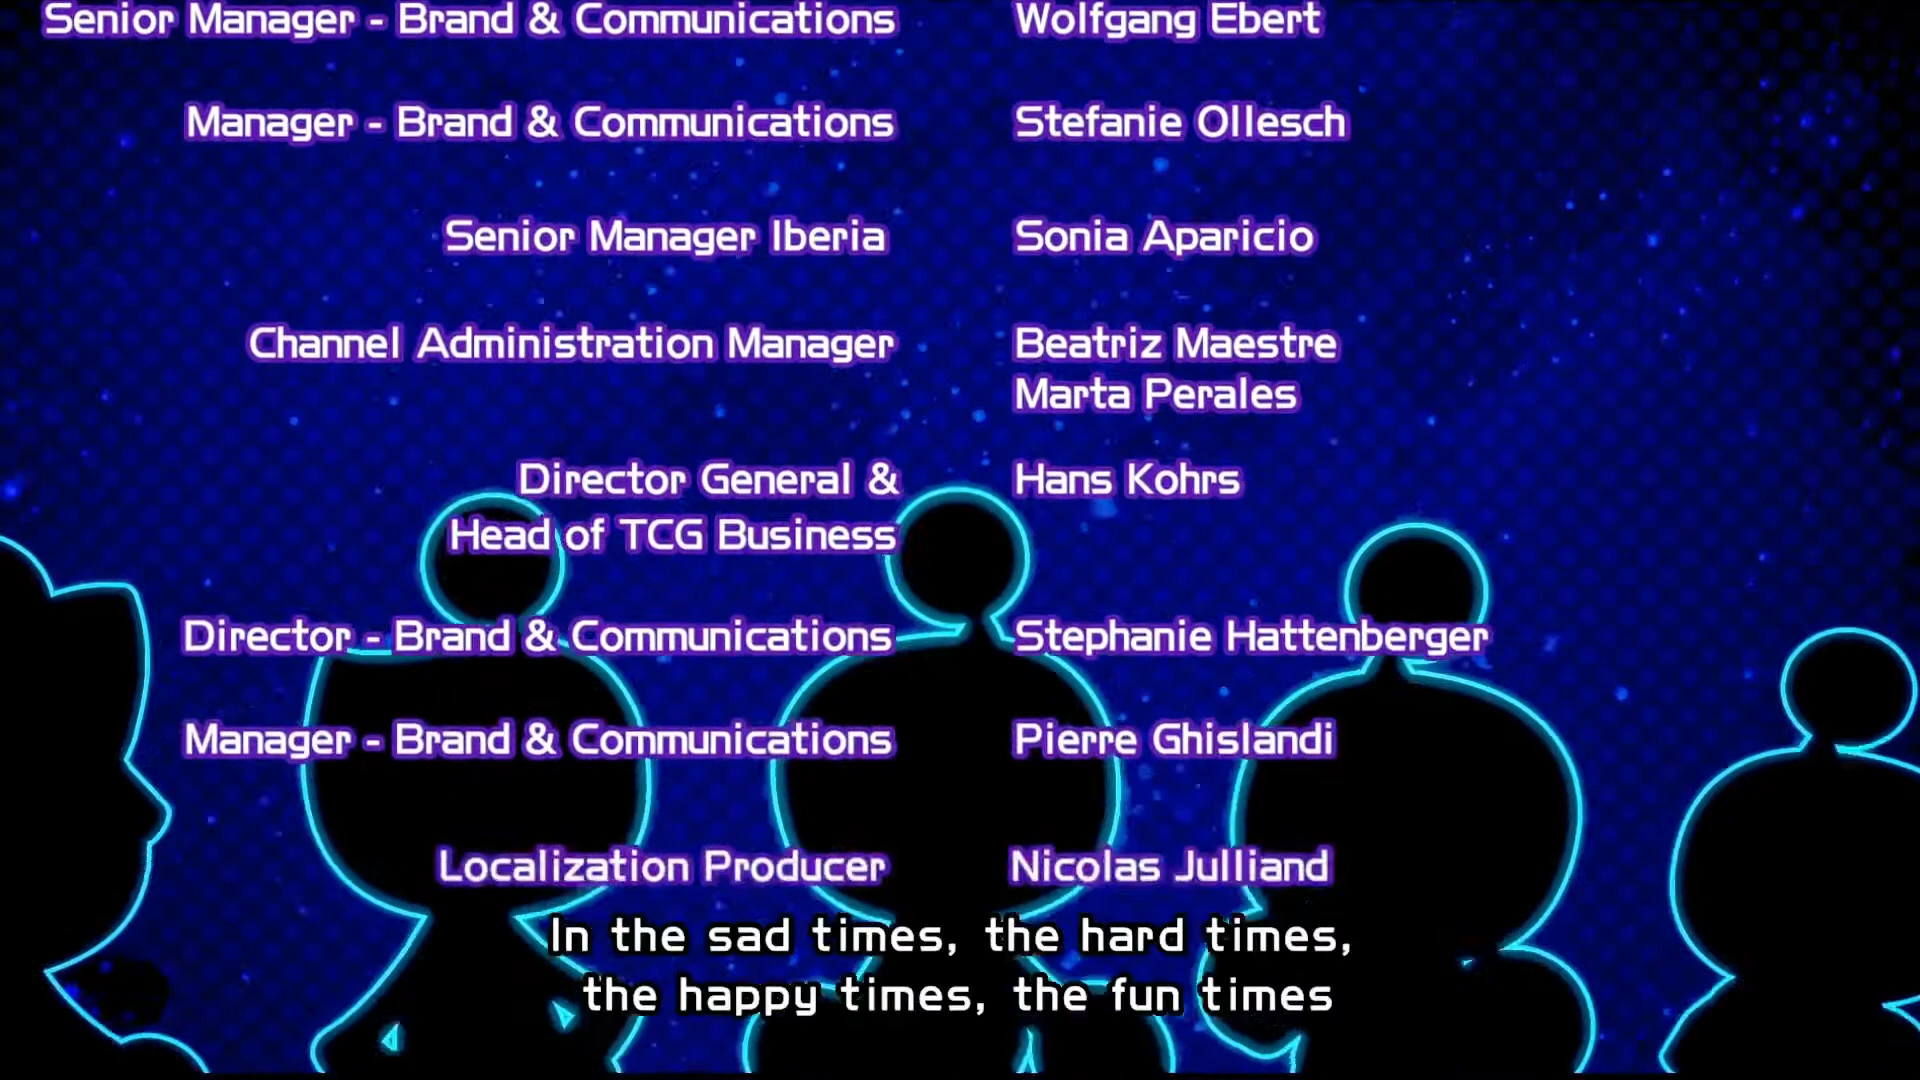 Senior Manager - Brand & Communications Wolfgang Ebert
Manager - Brand & Communications Stefanie Ollesch
Senior Manager Iberia Sonia Aparicio
Channel Administration Manager Beatriz Maestre
Marta Perales
Director General & Hans Kohrs
Head of TCG Business
Director - Brand & Communications Stephanie Hattenberger
Manager - Brand & Communications Pierre Ghislandi
Localization Producer Nicolas Julliand
In the sad times, the hard times,
the happy times, the fun times